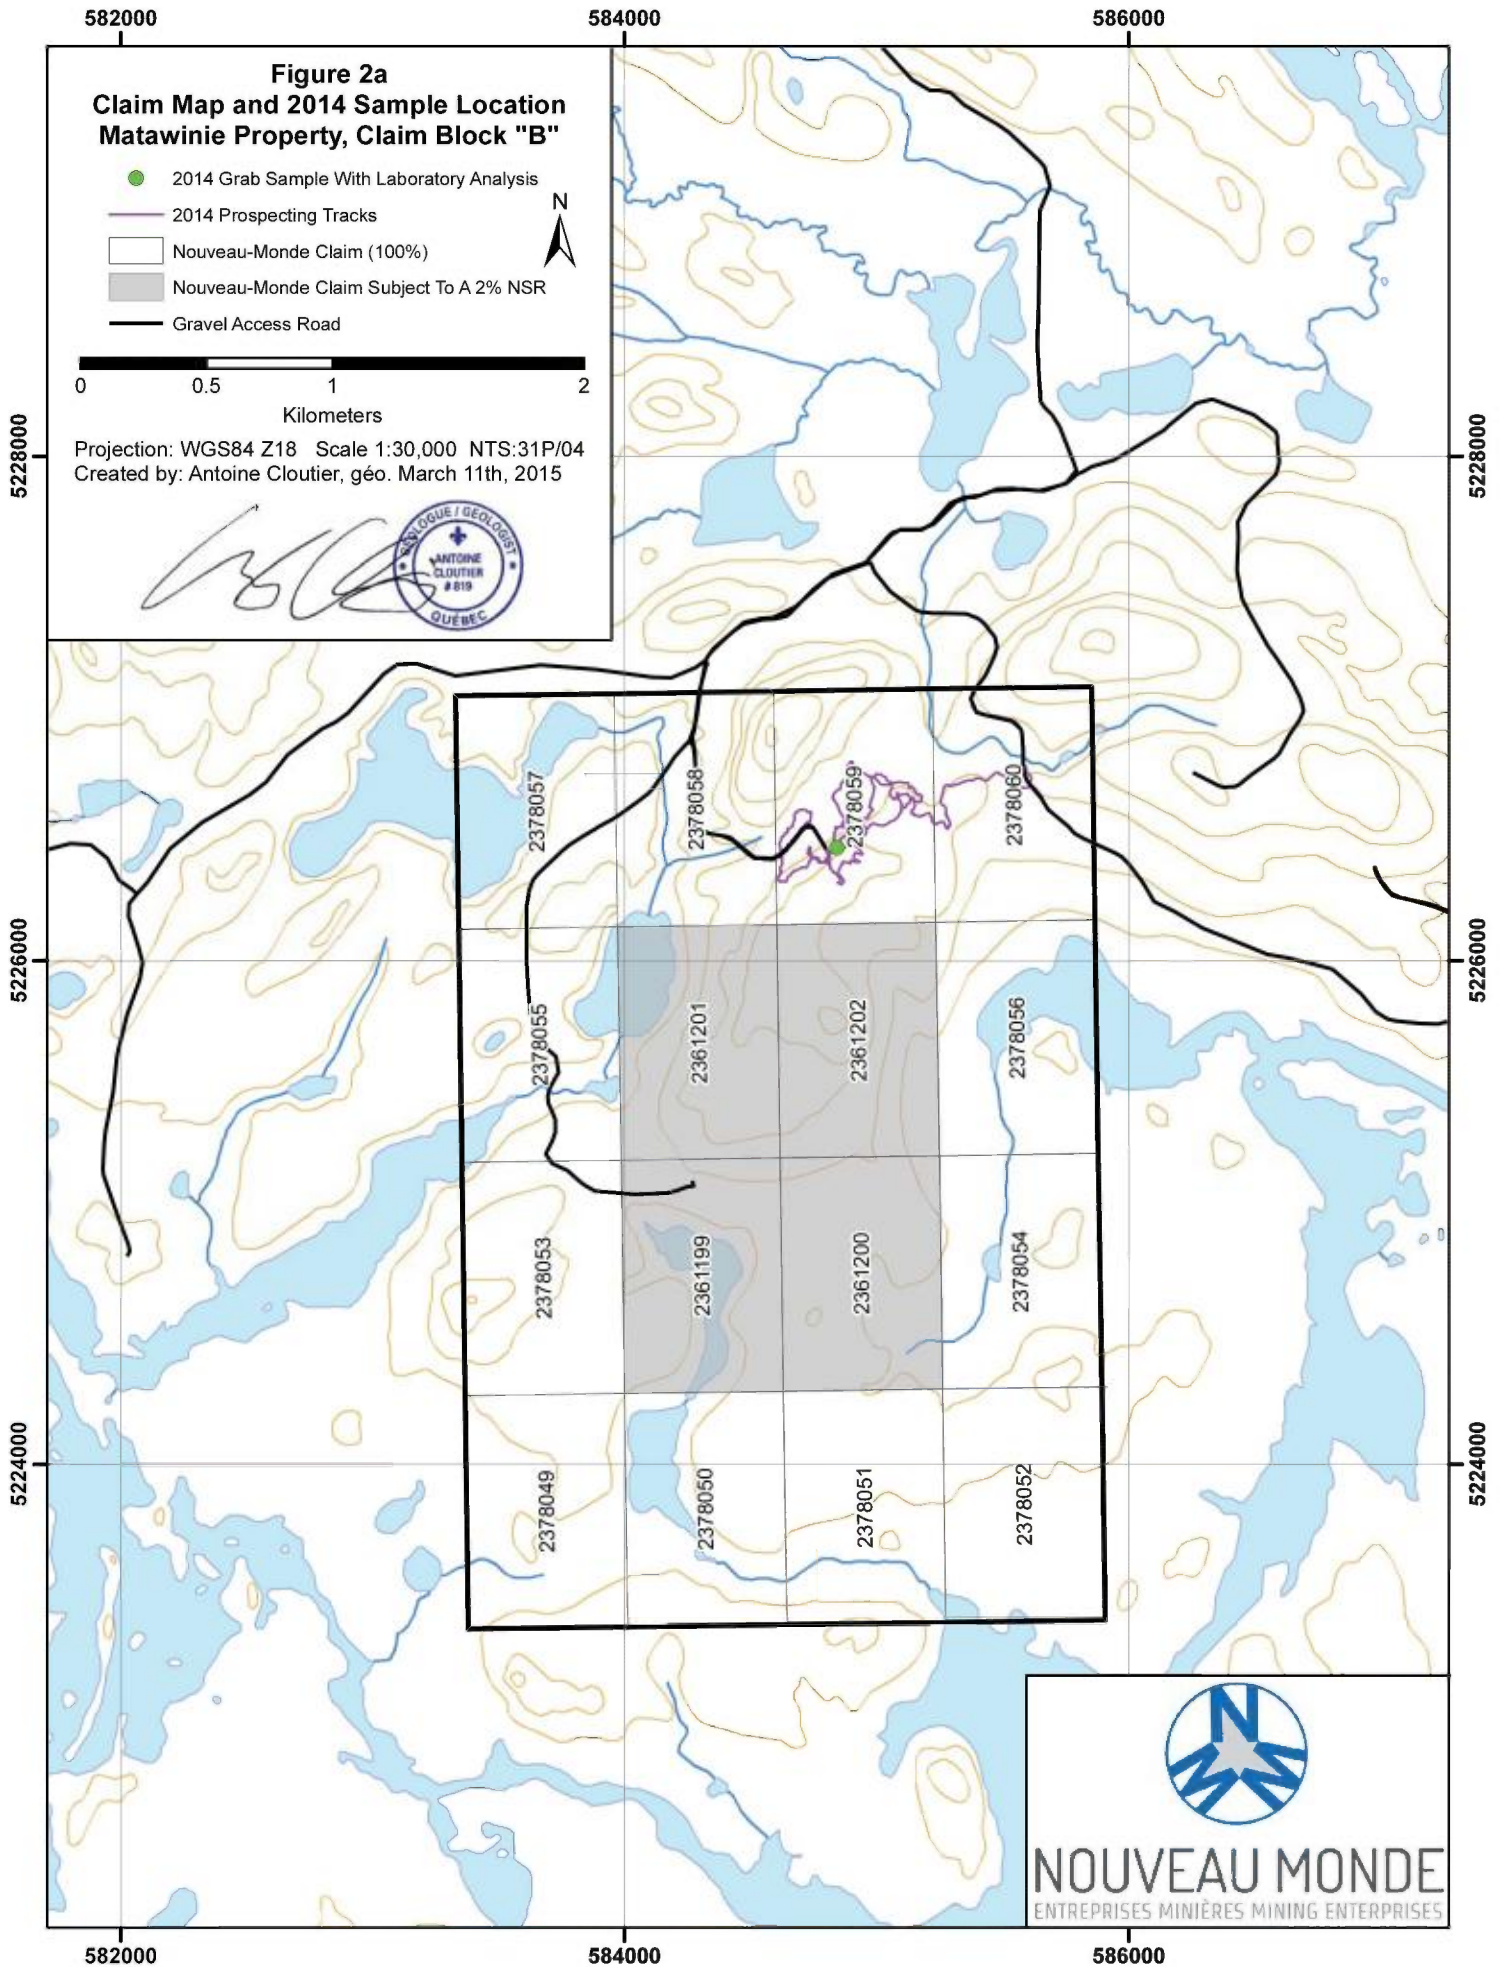 582000
584000
586000
Figure 2a
Claim Map and 2014 Sample Location
Matawinie Property, Claim Block "B"
2014 Grab Sample With Laboratory Analysis
2014 Prospecting Tracks
Nouveau-Monde Claim (100%)
Nouveau-Monde Claim Subject To A 2% NSR
Gravel Access Road
N
0 0.5 1 2
Kilometers
Projection: WGS84 Z18 Scale 1:30,000 NTS:31P/04
Created by: Antoine Cloutier, géo. March 11th, 2015
GÉOLOGUE / GEOLOGIST
ANTOINE
CLOUTIER
# 819
QUÉBEC
5228000
5228000
2378057
2378058
2378059
2378060
5226000
5226000
2378055
2361201
2361202
2378056
2378053
2361199
2361200
2378054
5224000
5224000
2378049
2378050
2378051
2378052
N
M
M
NOUVEAU MONDE
ENTREPRISES MINIÈRES MINING ENTERPRISES
582000
584000
586000